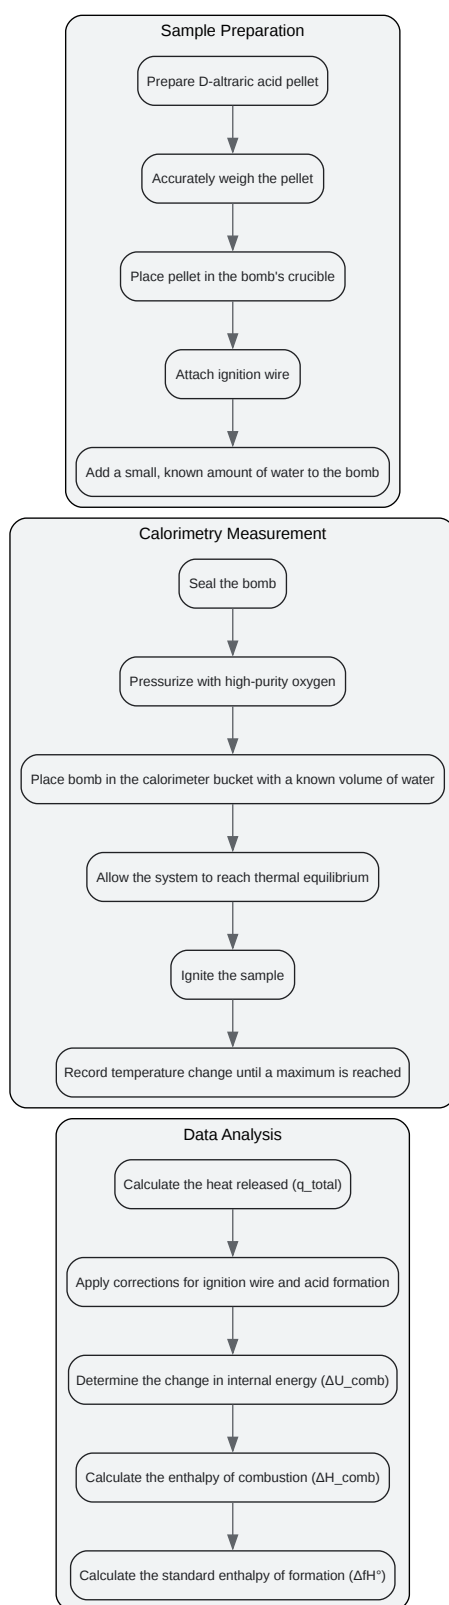 Sample Preparation
Prepare D-altraric acid pellet
Accurately weigh the pellet
Place pellet in the bomb's crucible
Attach ignition wire
Add a small, known amount of water to the bomb
Calorimetry Measurement
Seal the bomb
Pressurize with high-purity oxygen
Place bomb in the calorimeter bucket with a known volume of water
Allow the system to reach thermal equilibrium
Ignite the sample
Record temperature change until a maximum is reached
Data Analysis
Calculate the heat released (q_total)
Apply corrections for ignition wire and acid formation
Determine the change in internal energy (ΔU_comb)
Calculate the enthalpy of combustion (ΔH_comb)
Calculate the standard enthalpy of formation (ΔfH°)